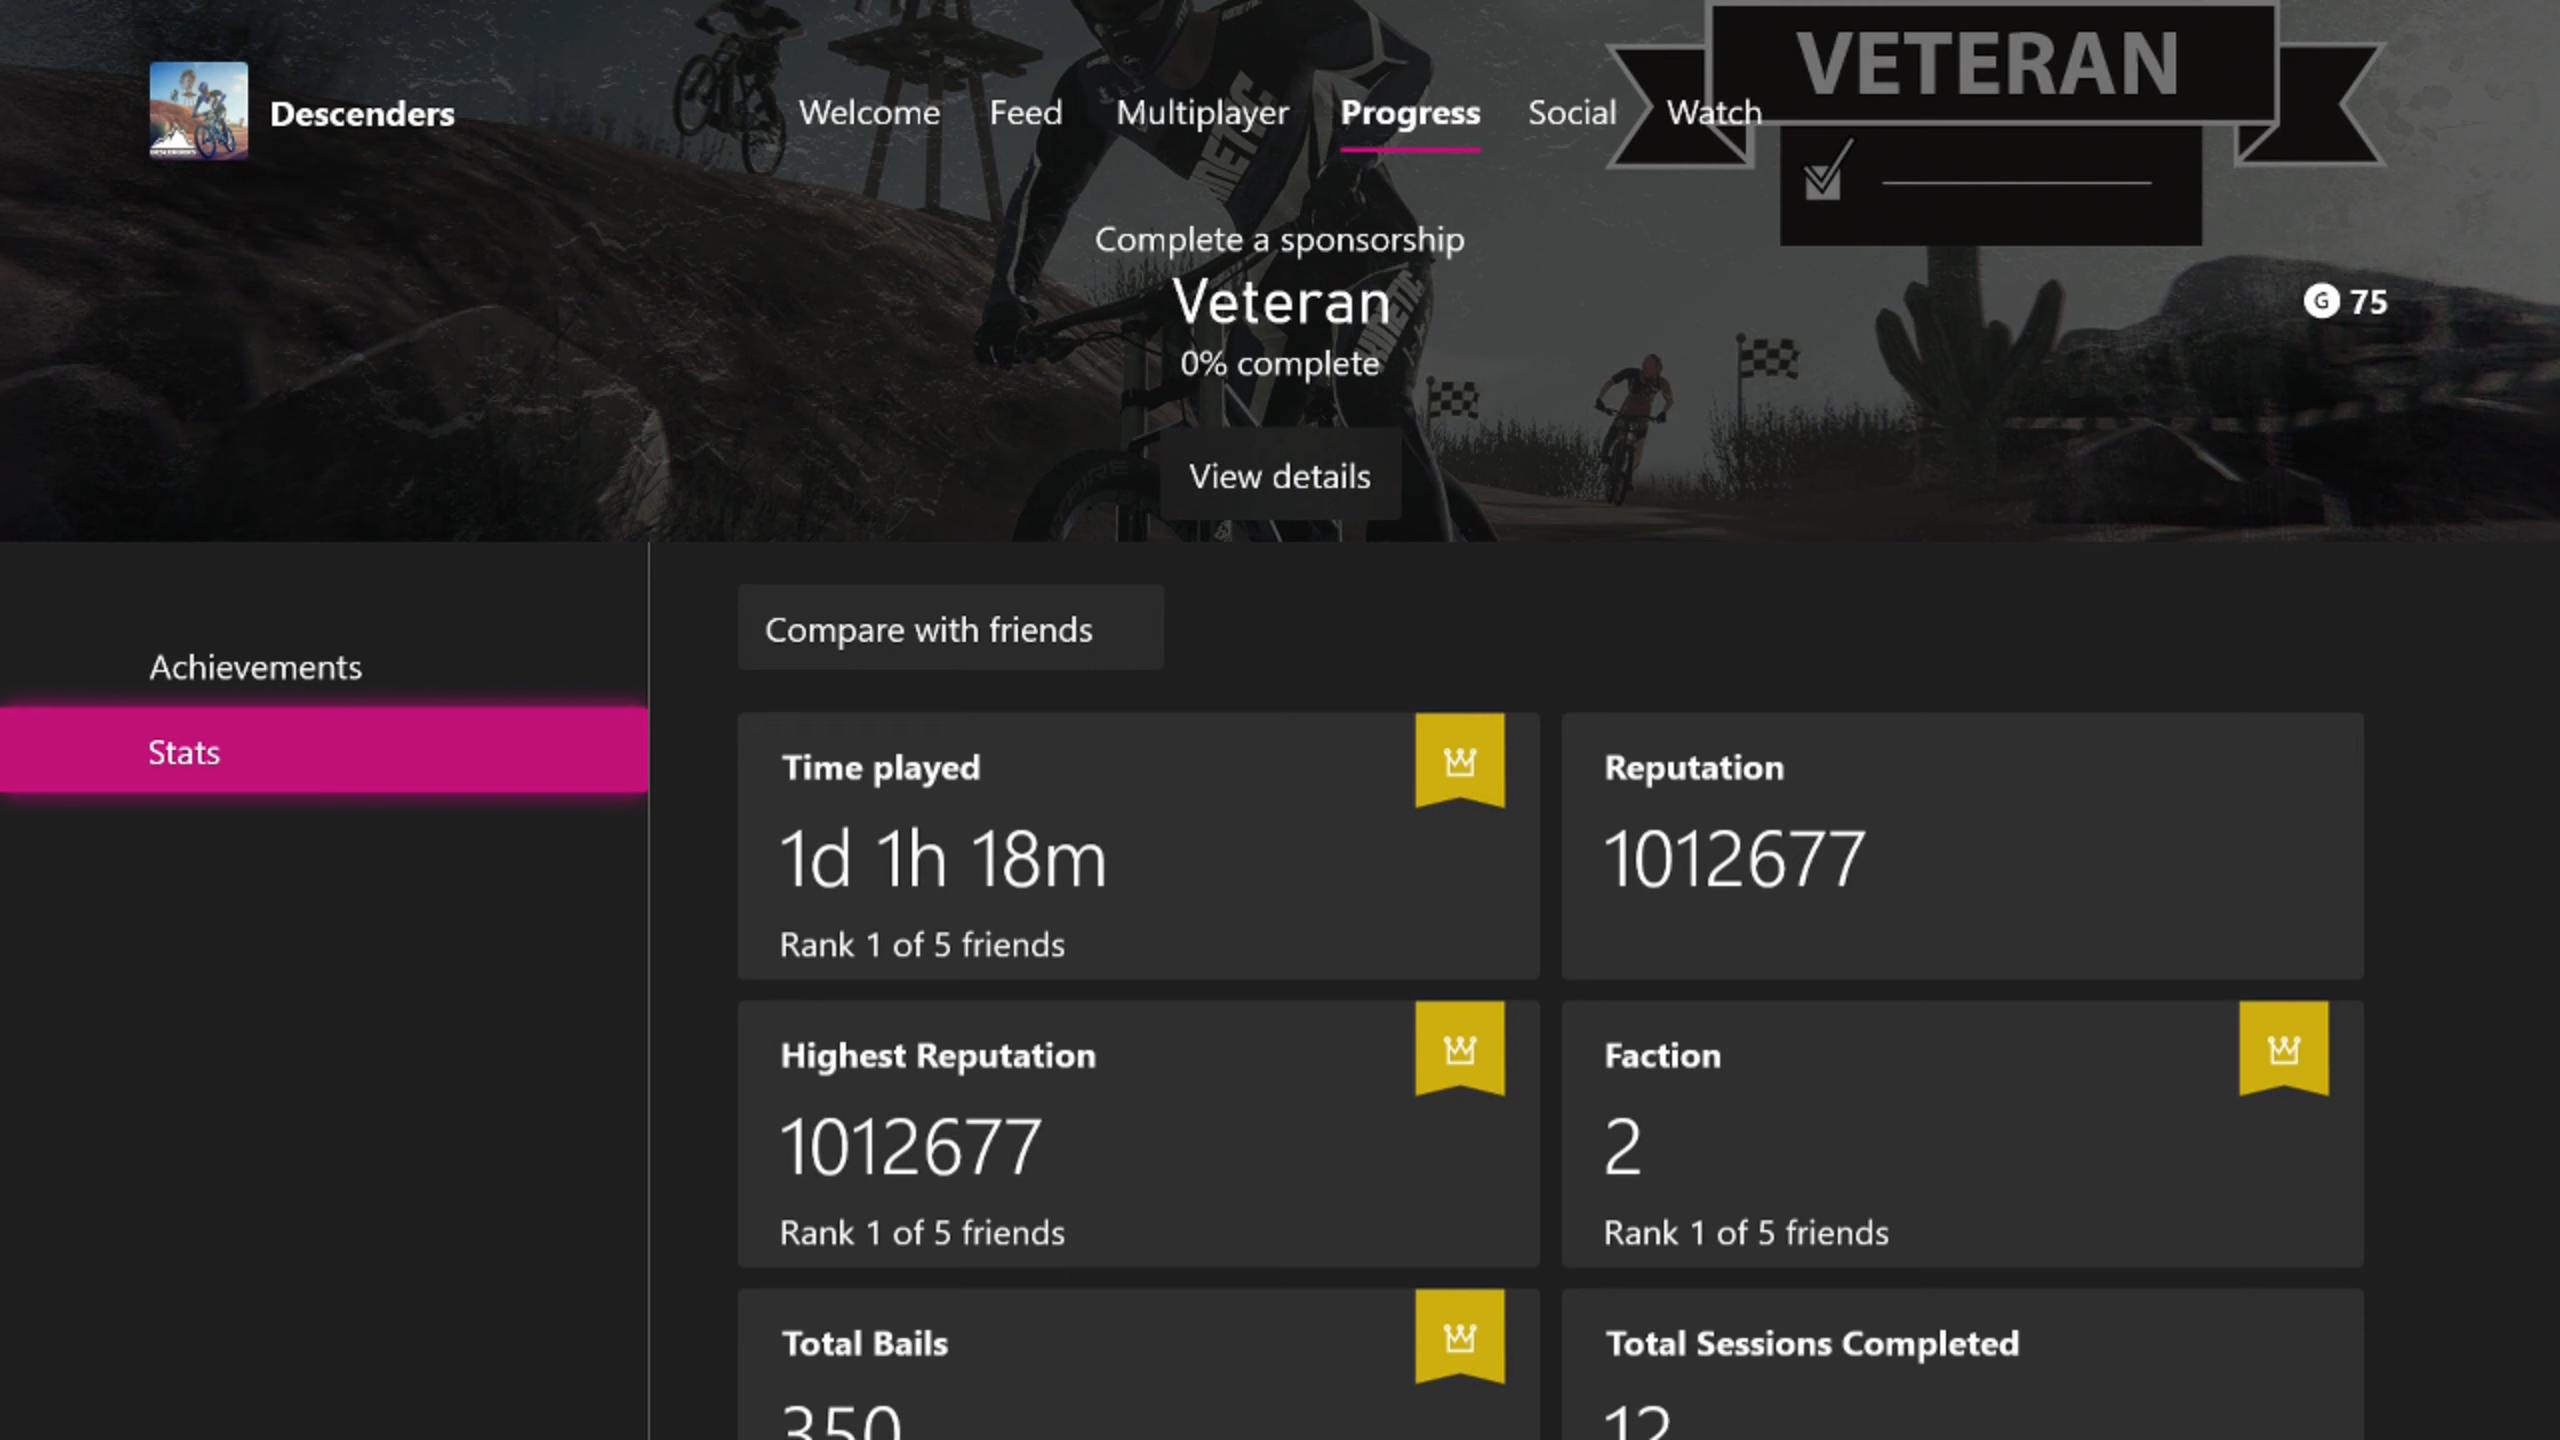 VETERAN
Descenders
Welcome Feed Multiplayer Progress Social Watch
Complete a sponsorship
Veteran
G 75
0% complete
View details
Compare with friends
Achievements
Stats
Time played
1d 1h 18m
Rank 1 of 5 friends
Reputation
1012677
Highest Reputation
1012677
Rank 1 of 5 friends
Faction
2
Rank 1 of 5 friends
Total Bails
350
Total Sessions Completed
12